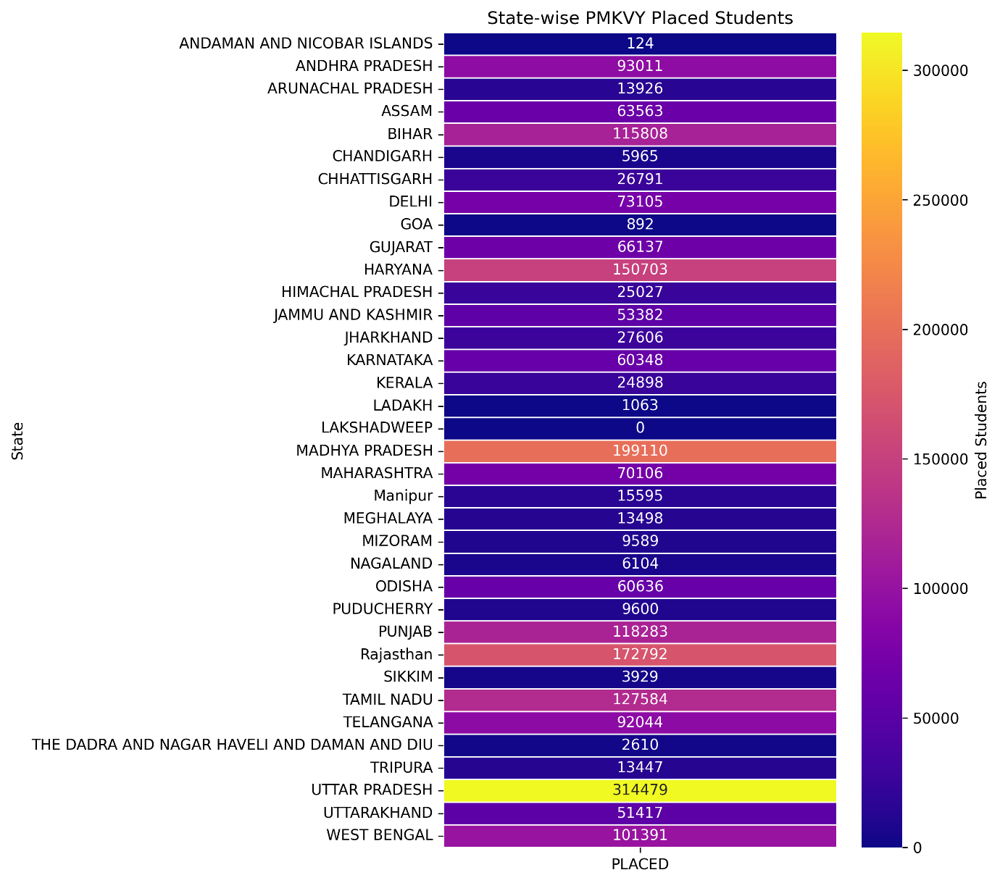 State-wise PMKVY Placed Students
ANDAMAN AND NICOBAR ISLANDS 124
ANDHRA PRADESH 93011
ARUNACHAL PRADESH 13926
ASSAM 63563
BIHAR 115808
CHANDIGARH 5965
CHHATTISGARH 26791
DELHI 73105
GOA 892
GUJARAT 66137
HARYANA 150703
HIMACHAL PRADESH 25027
JAMMU AND KASHMIR 53382
JHARKHAND 27606
KARNATAKA 60348
KERALA 24898
LADAKH 1063
LAKSHADWEEP 0
MADHYA PRADESH 199110
MAHARASHTRA 70106
Manipur 15595
MEGHALAYA 13498
MIZORAM 9589
NAGALAND 6104
ODISHA 60636
PUDUCHERRY 9600
PUNJAB 118283
Rajasthan 172792
SIKKIM 3929
TAMIL NADU 127584
TELANGANA 92044
THE DADRA AND NAGAR HAVELI AND DAMAN AND DIU 2610
TRIPURA 13447
UTTAR PRADESH 314479
UTTARAKHAND 51417
WEST BENGAL 101391
PLACED
State
300000
250000
200000
150000
100000
50000
0
Placed Students